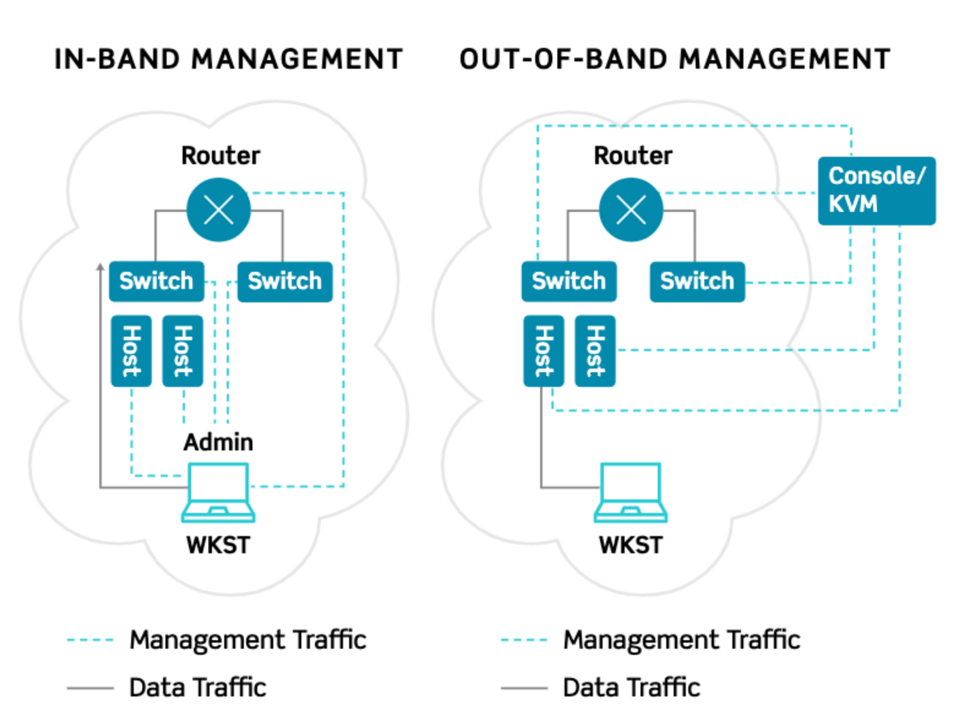 IN-BAND MANAGEMENT
Router
Switch
Switch
Host
Host
Admin
WKST
Management Traffic
Data Traffic
OUT-OF-BAND MANAGEMENT
Router
Console/
KVM
Switch
Switch
Host
Host
WKST
Management Traffic
Data Traffic